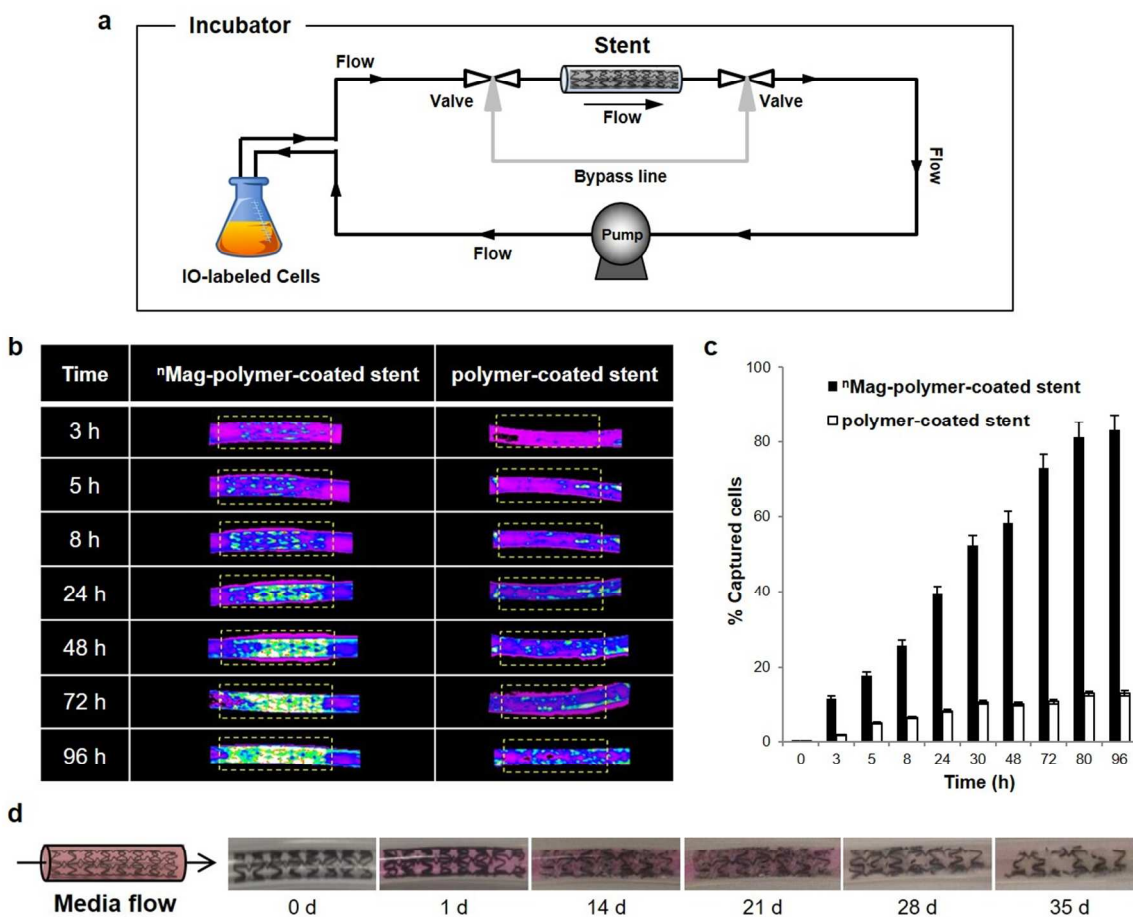 a
Incubator
Stent
Flow
Valve
Flow
Valve
Flow
Bypass line
Pump
Flow
IO-labeled Cells
b
Time
ⁿMag-polymer-coated stent
polymer-coated stent
3 h
5 h
8 h
24 h
48 h
72 h
96 h
c
100
80
60
40
20
0
% Captured cells
ⁿMag-polymer-coated stent
polymer-coated stent
0 3 5 8 24 30 48 72 80 96
Time (h)
d
Media flow
0 d 1 d 14 d 21 d 28 d 35 d